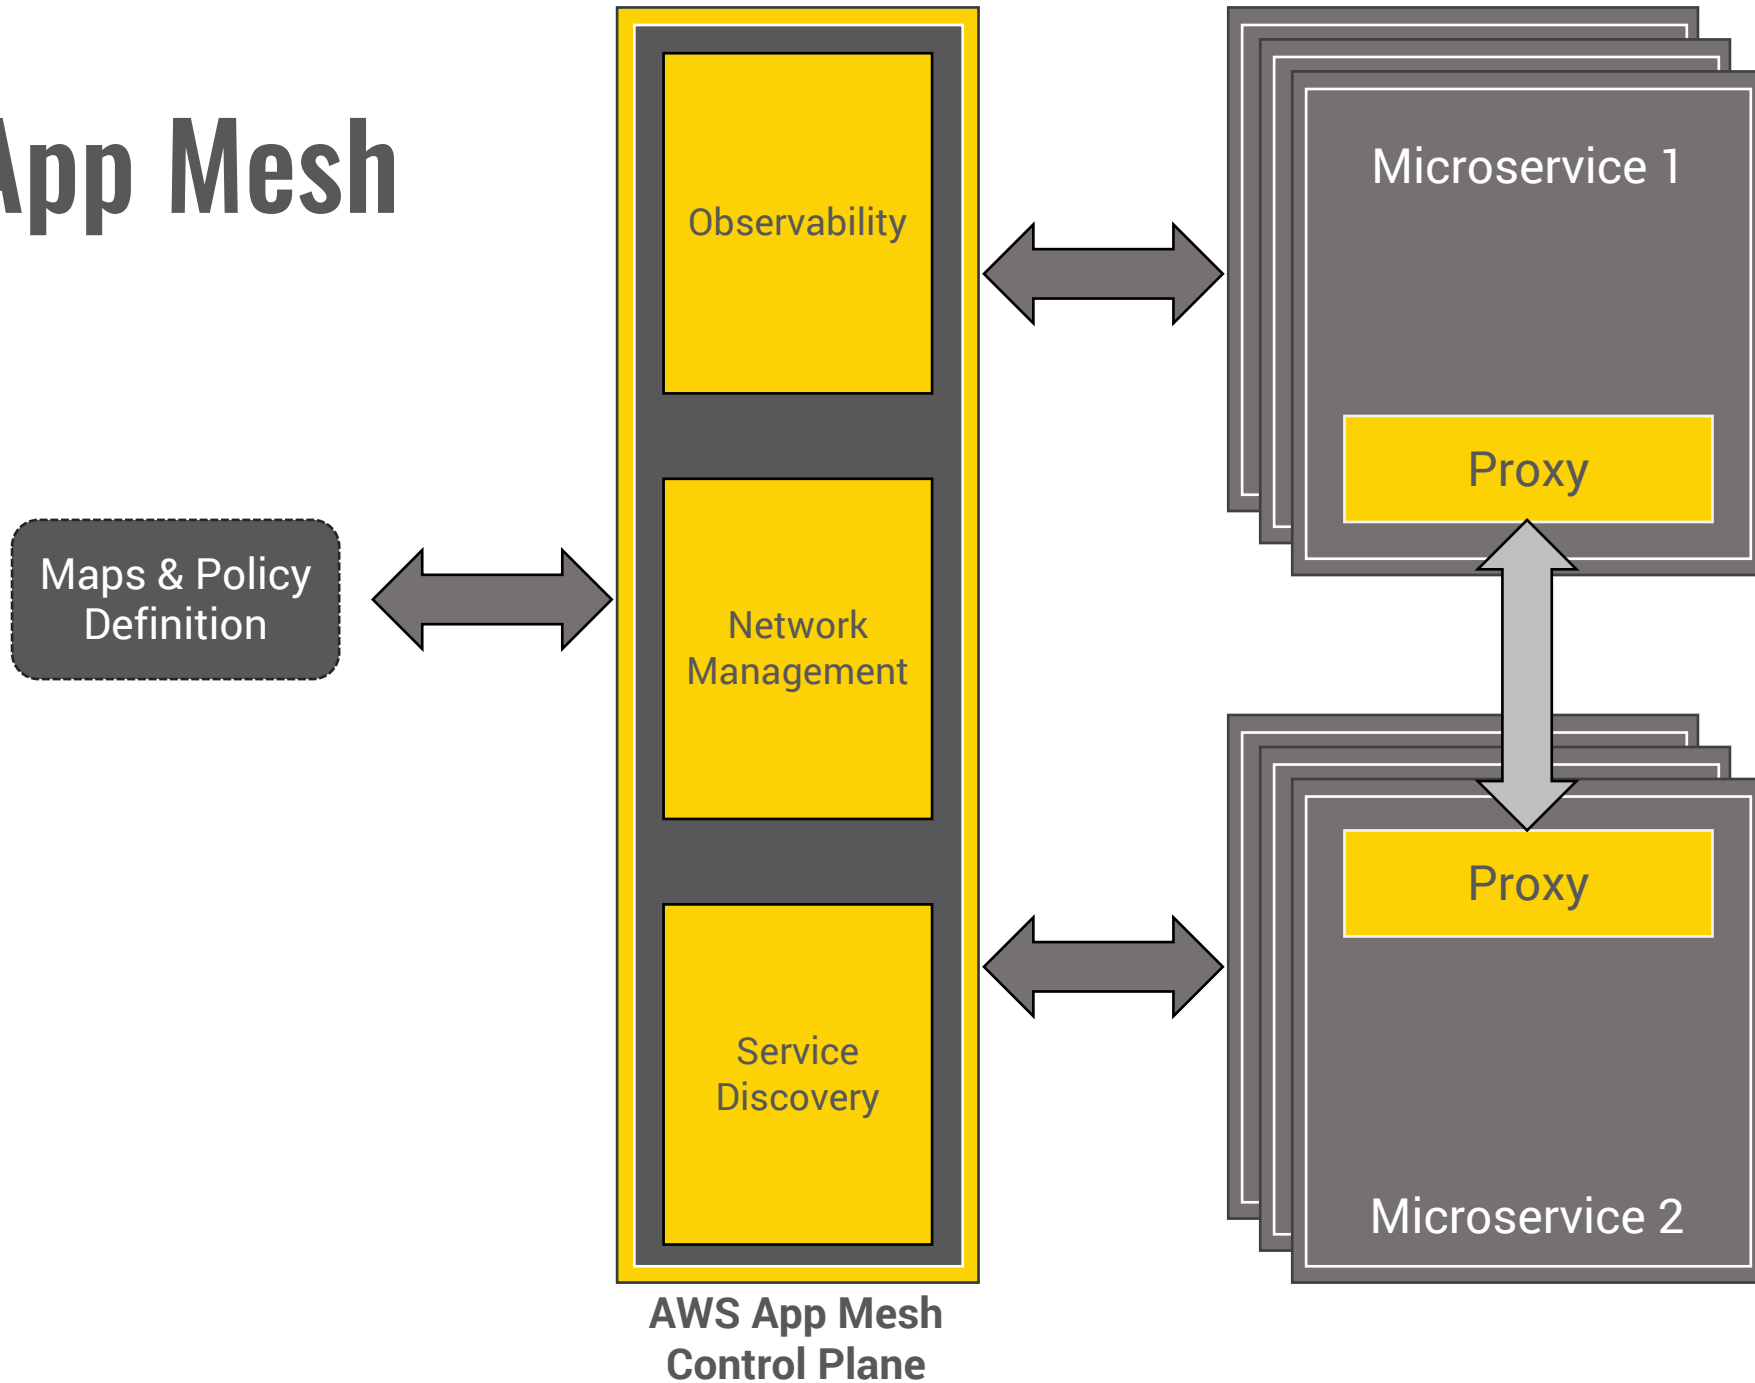 App Mesh
Maps & Policy
Definition
Observability
Network
Management
Service
Discovery
AWS App Mesh
Control Plane
Microservice 1
Proxy
Proxy
Microservice 2